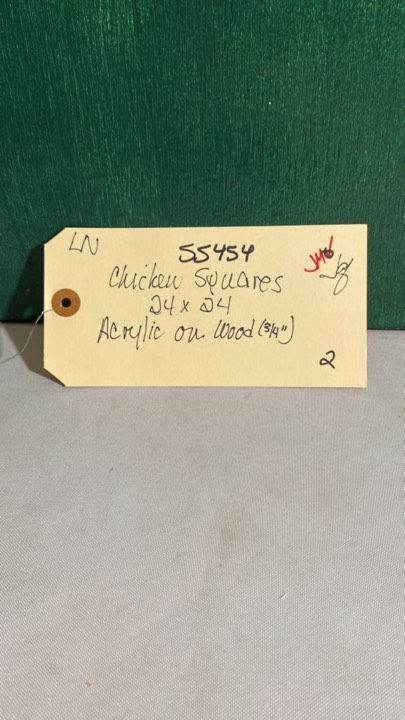 LN
55454
Chicken Squares
24 x 24
Acrylic on Wood (3/4")
2